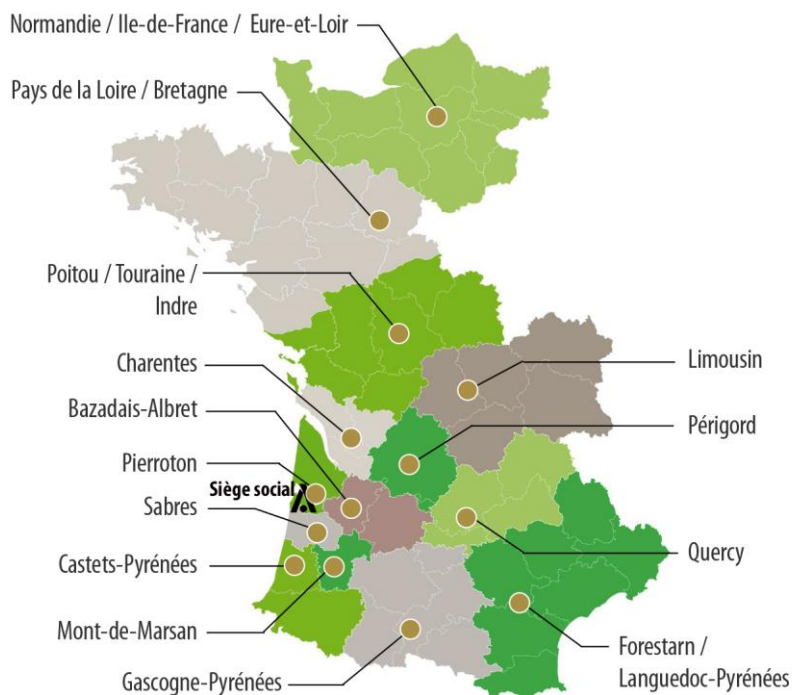 Normandie / Ile-de-France / Eure-et-Loir
Pays de la Loire / Bretagne
Poitou / Touraine /
Indre
Charentes
Bazadais-Albret
Pierroton
Siège social
Sabres
Castets-Pyrénées
Mont-de-Marsan
Gascogne-Pyrénées
Limousin
Périgord
Quercy
Forestarn /
Languedoc-Pyrénées